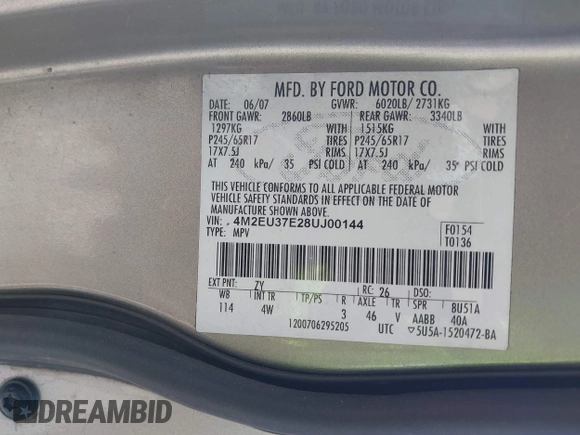 MFD. BY FORD MOTOR CO.
DATE: 06/07 GVWR: 6020LB/ 2731KG
FRONT GAWR: 2860LB REAR GAWR: 3340LB
1297KG WITH 1515KG WITH
P245/65R17 TIRES P245/65R17 TIRES
17X7.5J RIMS 17X7.5J RIMS
AT 240 kPa/ 35 PSI COLD AT 240 kPa/ 35 PSI COLD
THIS VEHICLE CONFORMS TO ALL APPLICABLE FEDERAL MOTOR
VEHICLE SAFETY STANDARDS IN EFFECT ON THE DATE OF
MANUFACTURE SHOWN ABOVE.
VIN: 4M2EU37E28UJ00144
TYPE: MPV
F0154
T0136
EXT PNT: ZY RC: 26 DSO:
WB INT TR TP/PS R AXLE TR SPR BU51A
114 4W 3 46 V AABB 40A
1200706295205 UTC ▽5U5A-1520472-BA
DREAMBID